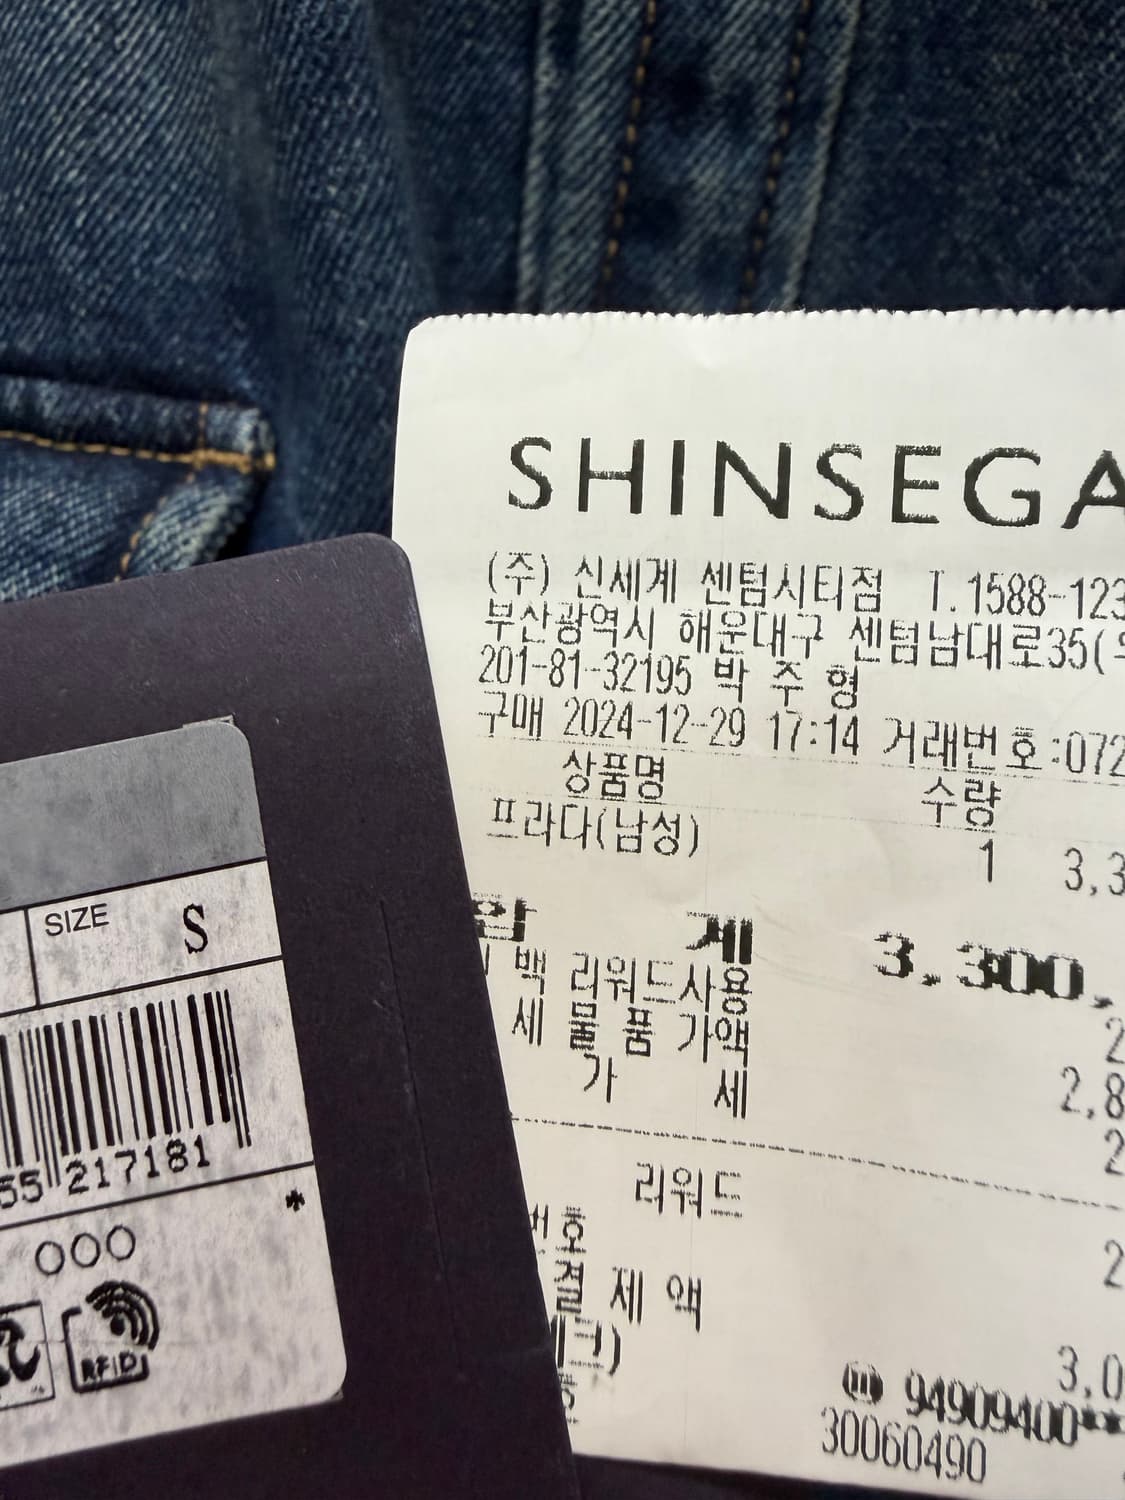 SHINSEGA
(주) 신세계 센텀시티점 T.1588-123
부산광역시 해운대구 센텀남대로35(
201-81-32195 박 주 형
구매 2024-12-29 17:14 거래번호:072
상품명 수량
프라다(남성) 1 3,3
합 계 3,300,
백 리워드사용 2
세 물 품 가액 2,8
가 세 2
리워드 2
번호
결 제 액 3,0
크)
94909400**
30060490
SIZE S
55 217181
*
000
RFID